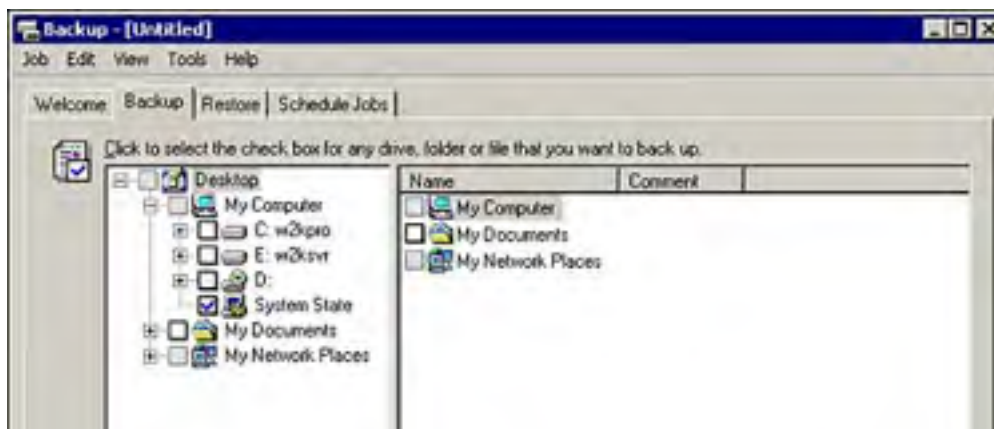 Backup - [Untitled]
Job Edit View Tools Help
Welcome Backup Restore Schedule Jobs
Click to select the check box for any drive, folder or file that you want to back up.
Desktop
My Computer
C: w2kpro
E: w2ksvr
D:
System State
My Documents
My Network Places
Name Comment
My Computer
My Documents
My Network Places